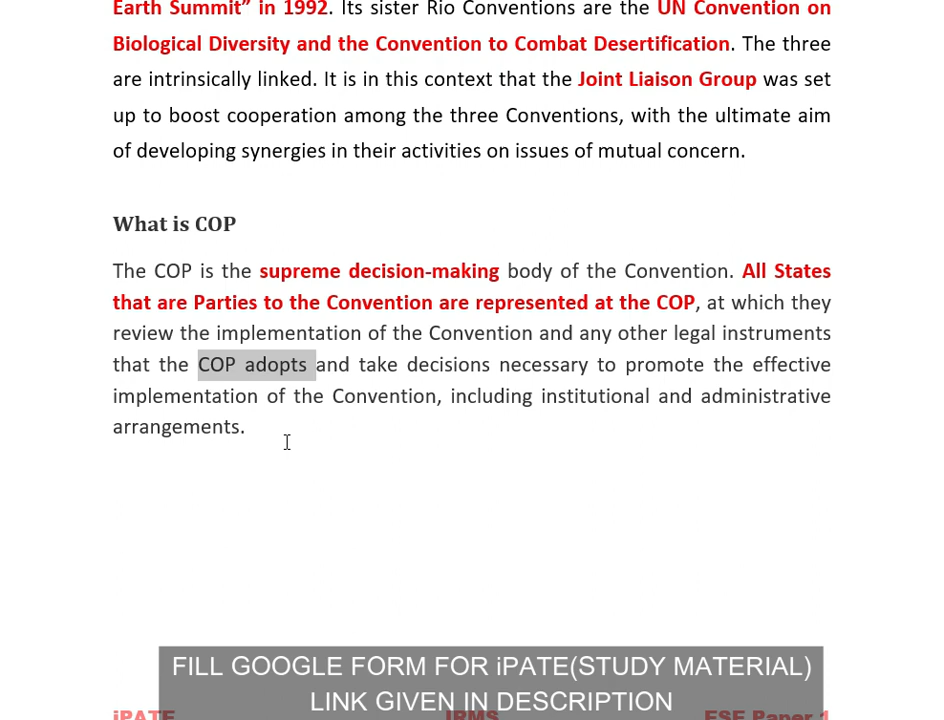 Earth Summit” in 1992. Its sister Rio Conventions are the UN Convention on
Biological Diversity and the Convention to Combat Desertification. The three
are intrinsically linked. It is in this context that the Joint Liaison Group was set
up to boost cooperation among the three Conventions, with the ultimate aim
of developing synergies in their activities on issues of mutual concern.
What is COP
The COP is the supreme decision-making body of the Convention. All States
that are Parties to the Convention are represented at the COP, at which they
review the implementation of the Convention and any other legal instruments
that the COP adopts and take decisions necessary to promote the effective
implementation of the Convention, including institutional and administrative
arrangements.
FILL GOOGLE FORM FOR iPATE(STUDY MATERIAL)
LINK GIVEN IN DESCRIPTION
iPATE IRMS ESE Paper 1